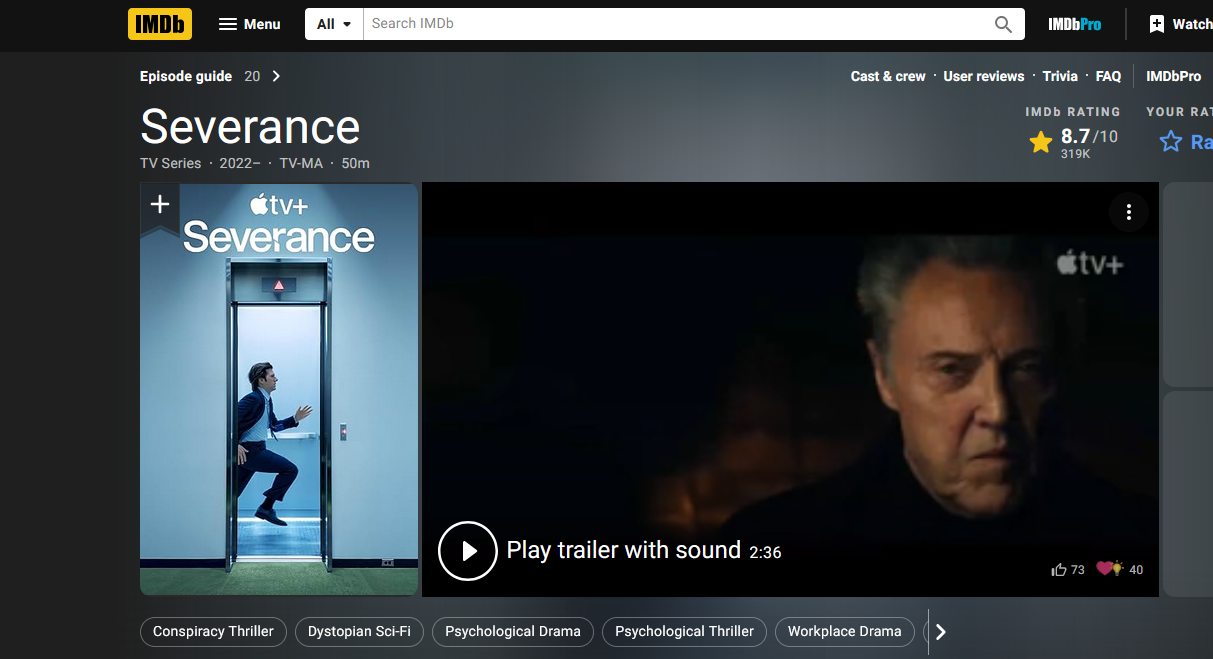 IMDb Menu All Search IMDb IMDbPro Watch
Episode guide 20 Cast & crew · User reviews · Trivia · FAQ IMDbPro
Severance
IMDb RATING YOUR RAT
TV Series · 2022– · TV-MA · 50m
8.7/10 Ra
319K
tv+
Severance
tv+
Play trailer with sound 2:36
73 40
Conspiracy Thriller Dystopian Sci-Fi Psychological Drama Psychological Thriller Workplace Drama